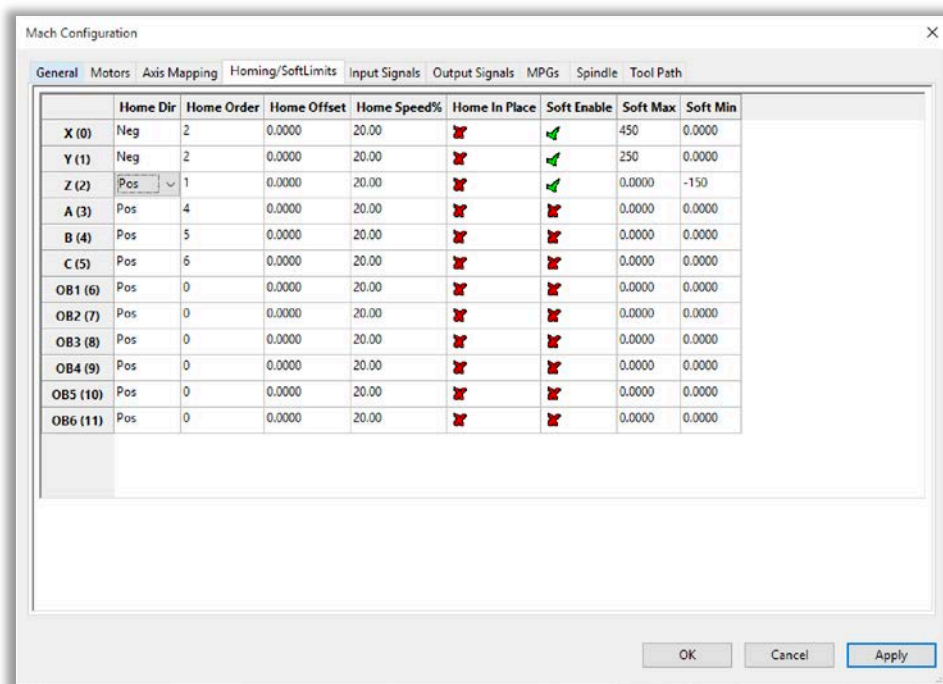 Mach Configuration
General Motors Axis Mapping Homing/SoftLimits Input Signals Output Signals MPGs Spindle Tool Path
Home Dir Home Order Home Offset Home Speed% Home In Place Soft Enable Soft Max Soft Min
X (0) Neg 2 0.0000 20.00 450 0.0000
Y (1) Neg 2 0.0000 20.00 250 0.0000
Z (2) Pos 1 0.0000 20.00 0.0000 -150
A (3) Pos 4 0.0000 20.00 0.0000 0.0000
B (4) Pos 5 0.0000 20.00 0.0000 0.0000
C (5) Pos 6 0.0000 20.00 0.0000 0.0000
OB1 (6) Pos 0 0.0000 20.00 0.0000 0.0000
OB2 (7) Pos 0 0.0000 20.00 0.0000 0.0000
OB3 (8) Pos 0 0.0000 20.00 0.0000 0.0000
OB4 (9) Pos 0 0.0000 20.00 0.0000 0.0000
OB5 (10) Pos 0 0.0000 20.00 0.0000 0.0000
OB6 (11) Pos 0 0.0000 20.00 0.0000 0.0000
OK Cancel Apply